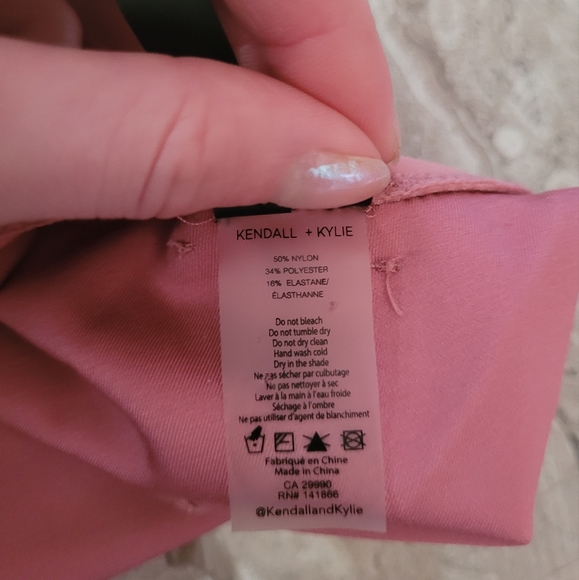 KENDALL + KYLIE
50% NYLON
34% POLYESTER
16% ELASTANE/
ÉLASTHANNE
Do not bleach
Do not tumble dry
Do not dry clean
Hand wash cold
Dry in the shade
Ne pas sécher par culbutage
Ne pas nettoyer à sec
Laver à la main à l'eau froide
Séchage à l'ombre
Ne pas utiliser d'agent de blanchiment
Fabriqué en Chine
Made in China
CA 29990
RN# 141866
@KendallandKylie